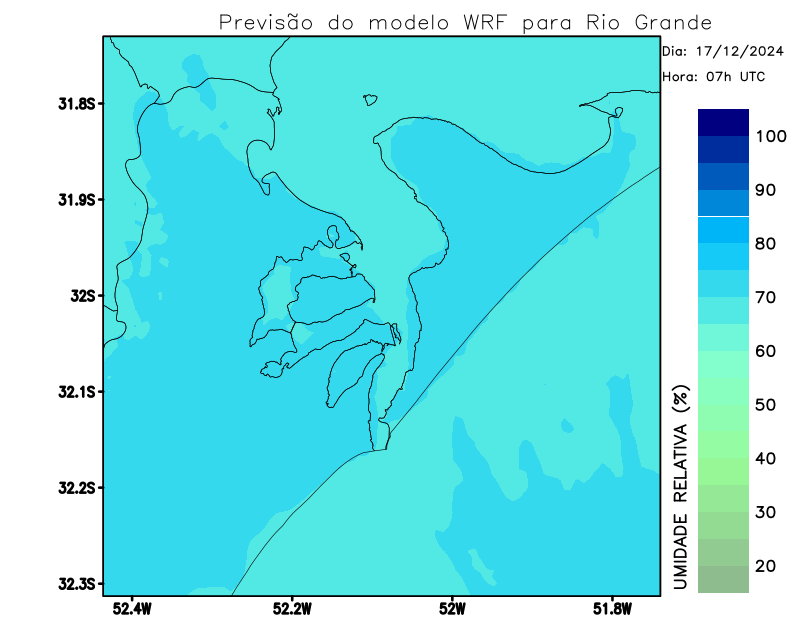 Previsão do modelo WRF para Rio Grande
Dia: 17/12/2024
Hora: 07h UTC
31.8S
31.9S
32S
32.1S
32.2S
32.3S
52.4W
52.2W
52W
51.8W
100
90
80
70
60
50
40
30
20
UMIDADE RELATIVA (%)